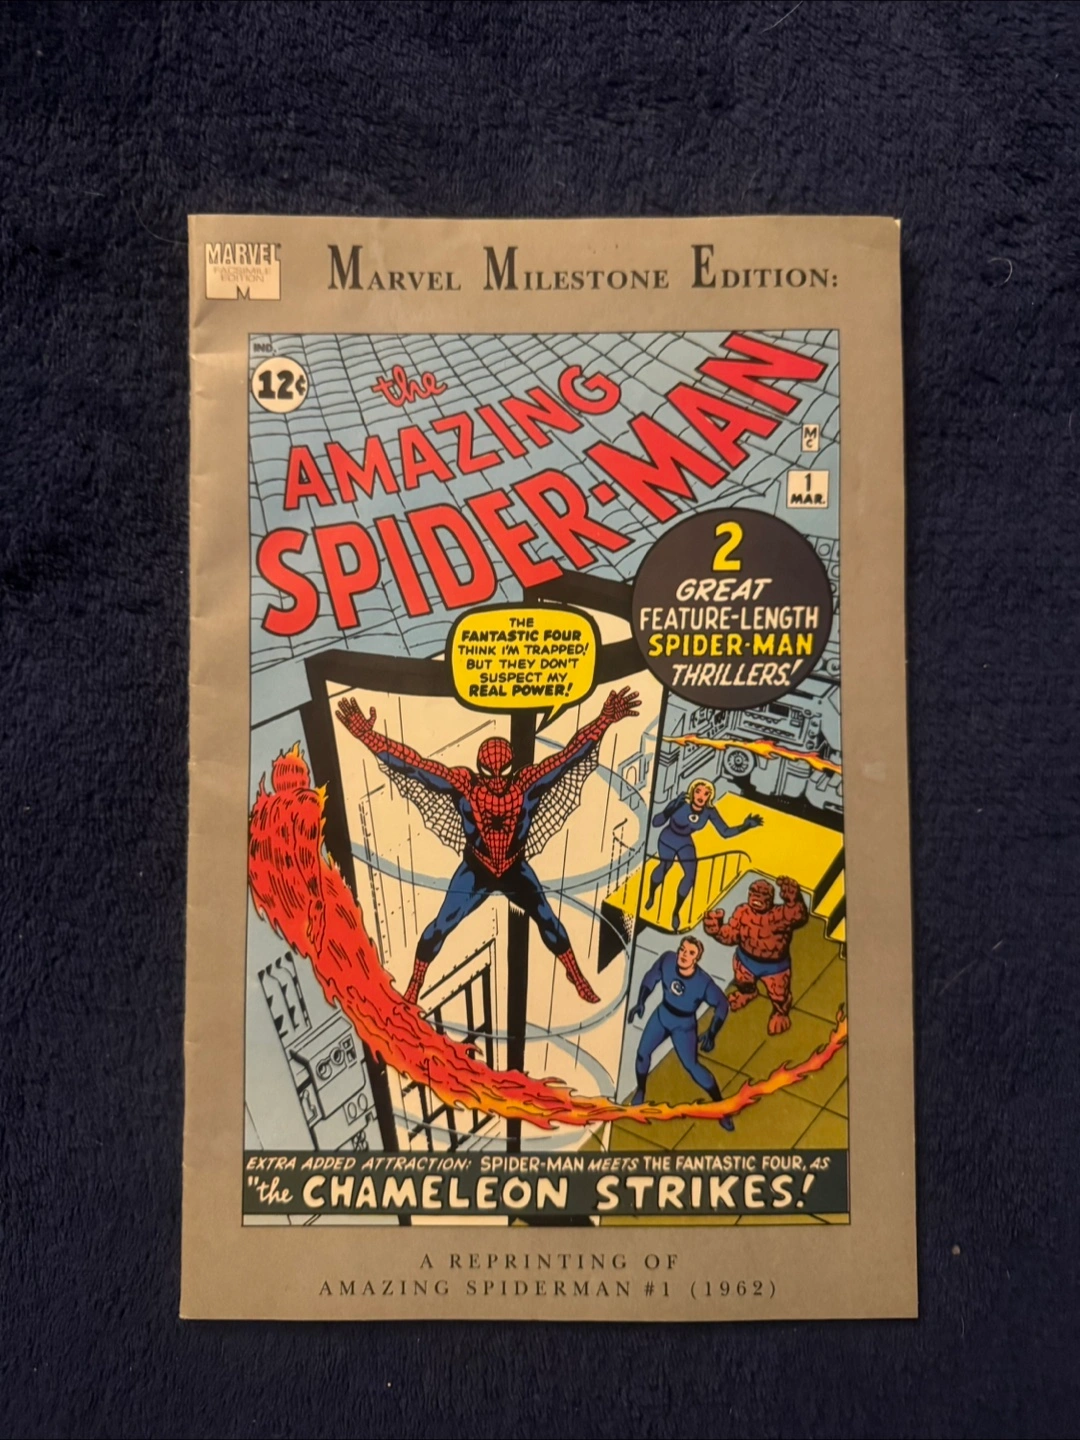 MARVEL
FACSIMILE
EDITION
M
MARVEL MILESTONE EDITION:
IND.
12¢
the
AMAZING
SPIDER-MAN
M
C
1
MAR.
2
GREAT
FEATURE-LENGTH
SPIDER-MAN
THRILLERS!
THE
FANTASTIC FOUR
THINK I'M TRAPPED!
BUT THEY DON'T
SUSPECT MY
REAL POWER!
4
4
EXTRA ADDED ATTRACTION: SPIDER-MAN MEETS THE FANTASTIC FOUR, AS
"the CHAMELEON STRIKES!
A REPRINTING OF
AMAZING SPIDERMAN #1 (1962)